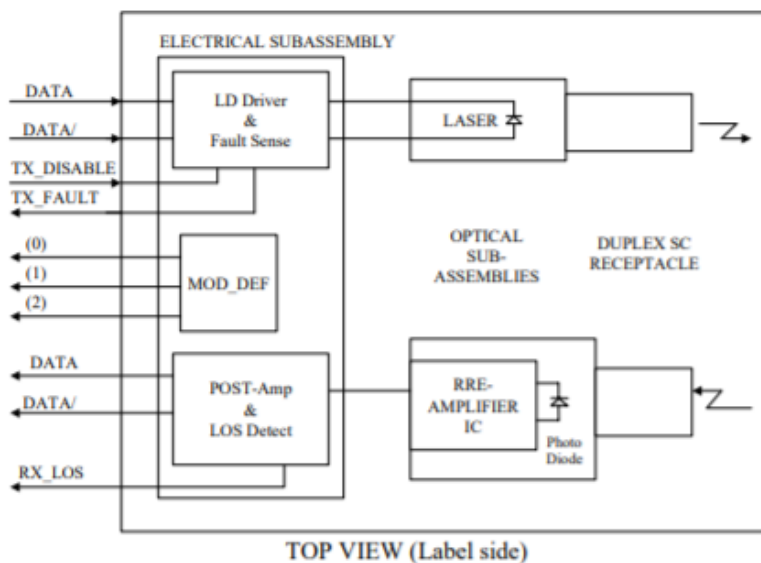 ELECTRICAL SUBASSEMBLY
DATA
DATA/
TX_DISABLE
TX_FAULT
LD Driver
&
Fault Sense
LASER
(0)
(1)
(2)
MOD_DEF
OPTICAL
SUB-
ASSEMBLIES
DUPLEX SC
RECEPTACLE
DATA
DATA/
RX_LOS
POST-Amp
&
LOS Detect
RRE-
AMPLIFIER
IC
Photo
Diode
TOP VIEW (Label side)